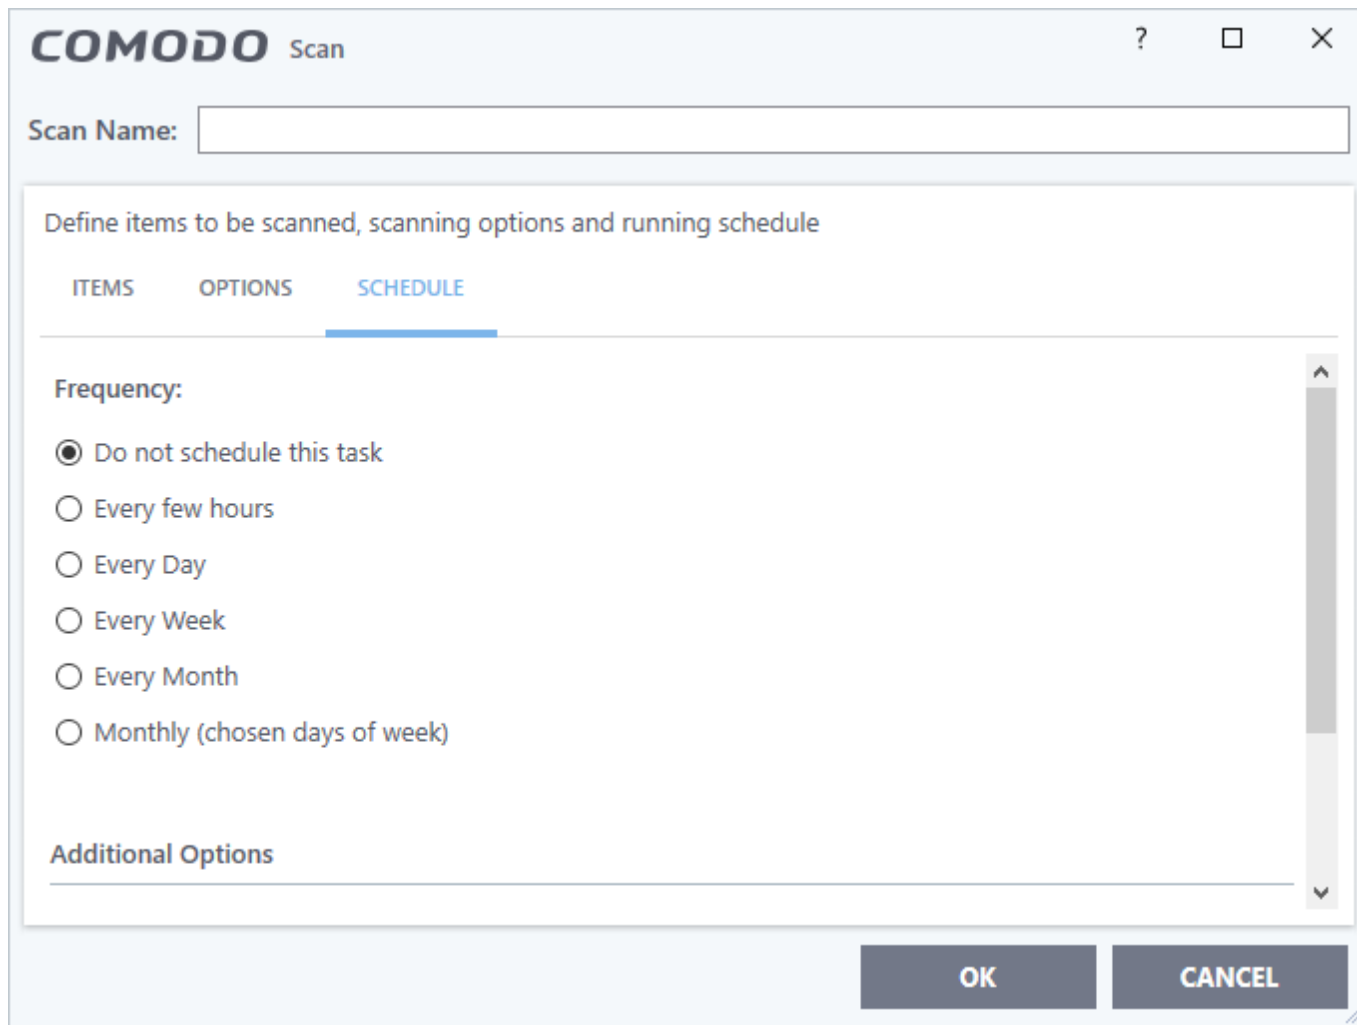 COMODO Scan ?
Scan Name:
Define items to be scanned, scanning options and running schedule
ITEMS OPTIONS SCHEDULE
Frequency:
Do not schedule this task
Every few hours
Every Day
Every Week
Every Month
Monthly (chosen days of week)
Additional Options
OK CANCEL